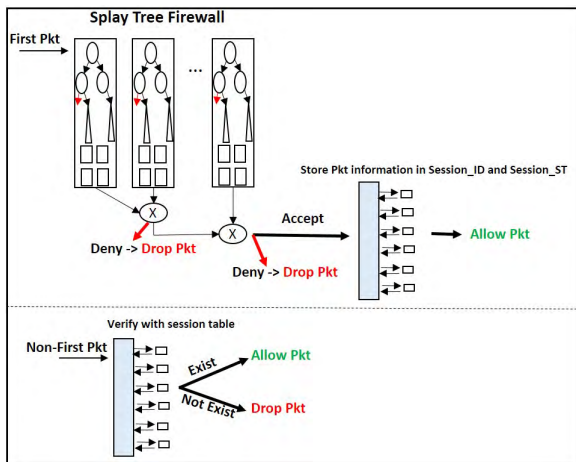 Splay Tree Firewall
First Pkt
...
Store Pkt information in Session_ID and Session_ST
X
X
Accept
Allow Pkt
Deny -> Drop Pkt
Deny -> Drop Pkt
Verify with session table
Non-First Pkt
Exist
Allow Pkt
Not Exist
Drop Pkt